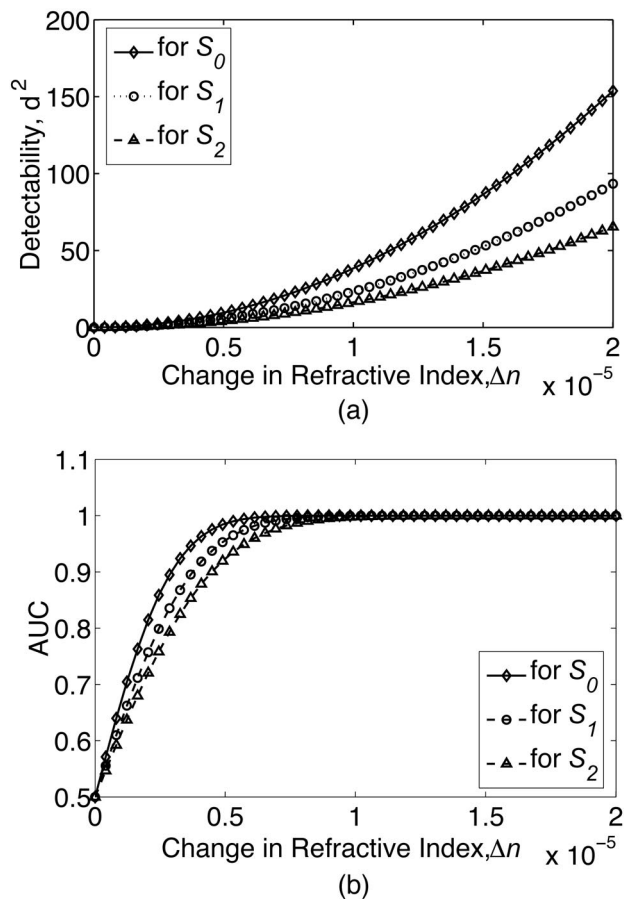 200
150
100
50
0
Detectability, d²
for S₀
for S₁
for S₂
0 0.5 1 1.5 2
Change in Refractive Index,Δn x 10⁻⁵
(a)
1.1
1
0.9
0.8
0.7
0.6
0.5
AUC
for S₀
for S₁
for S₂
0 0.5 1 1.5 2
Change in Refractive Index,Δn x 10⁻⁵
(b)